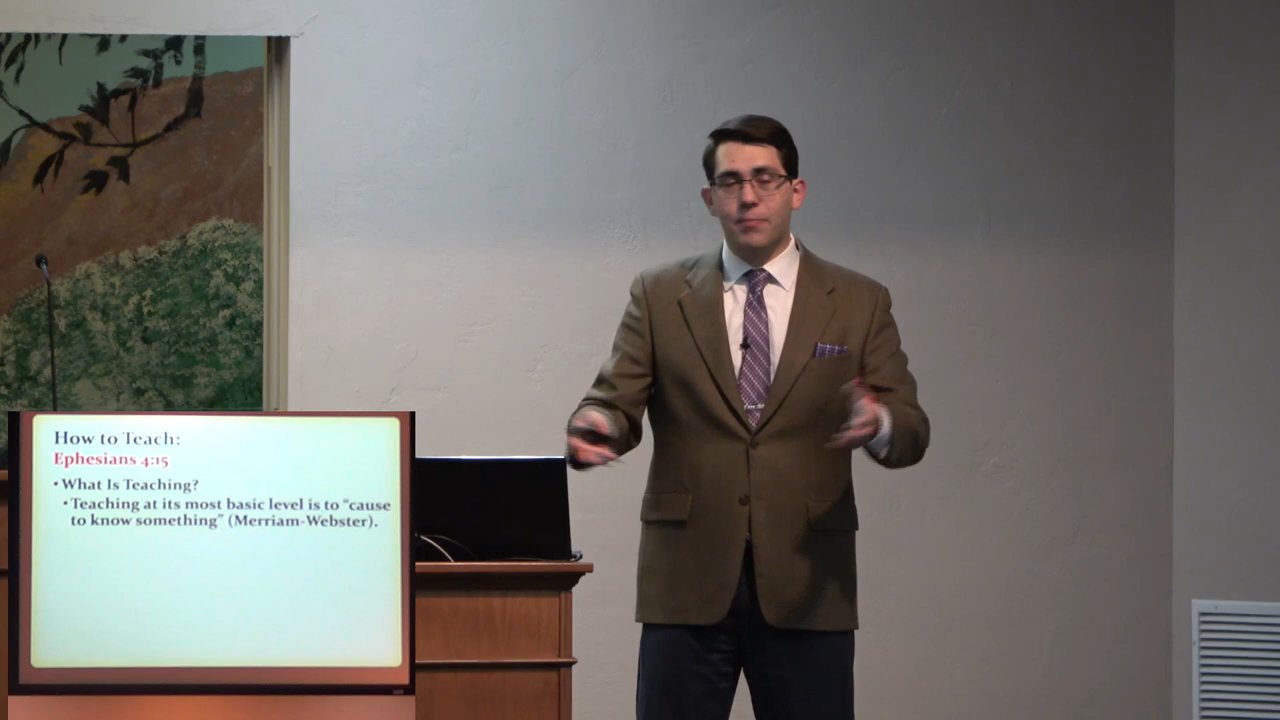 How to Teach:
Ephesians 4:15
• What Is Teaching?
• Teaching at its most basic level is to “cause
to know something” (Merriam-Webster).